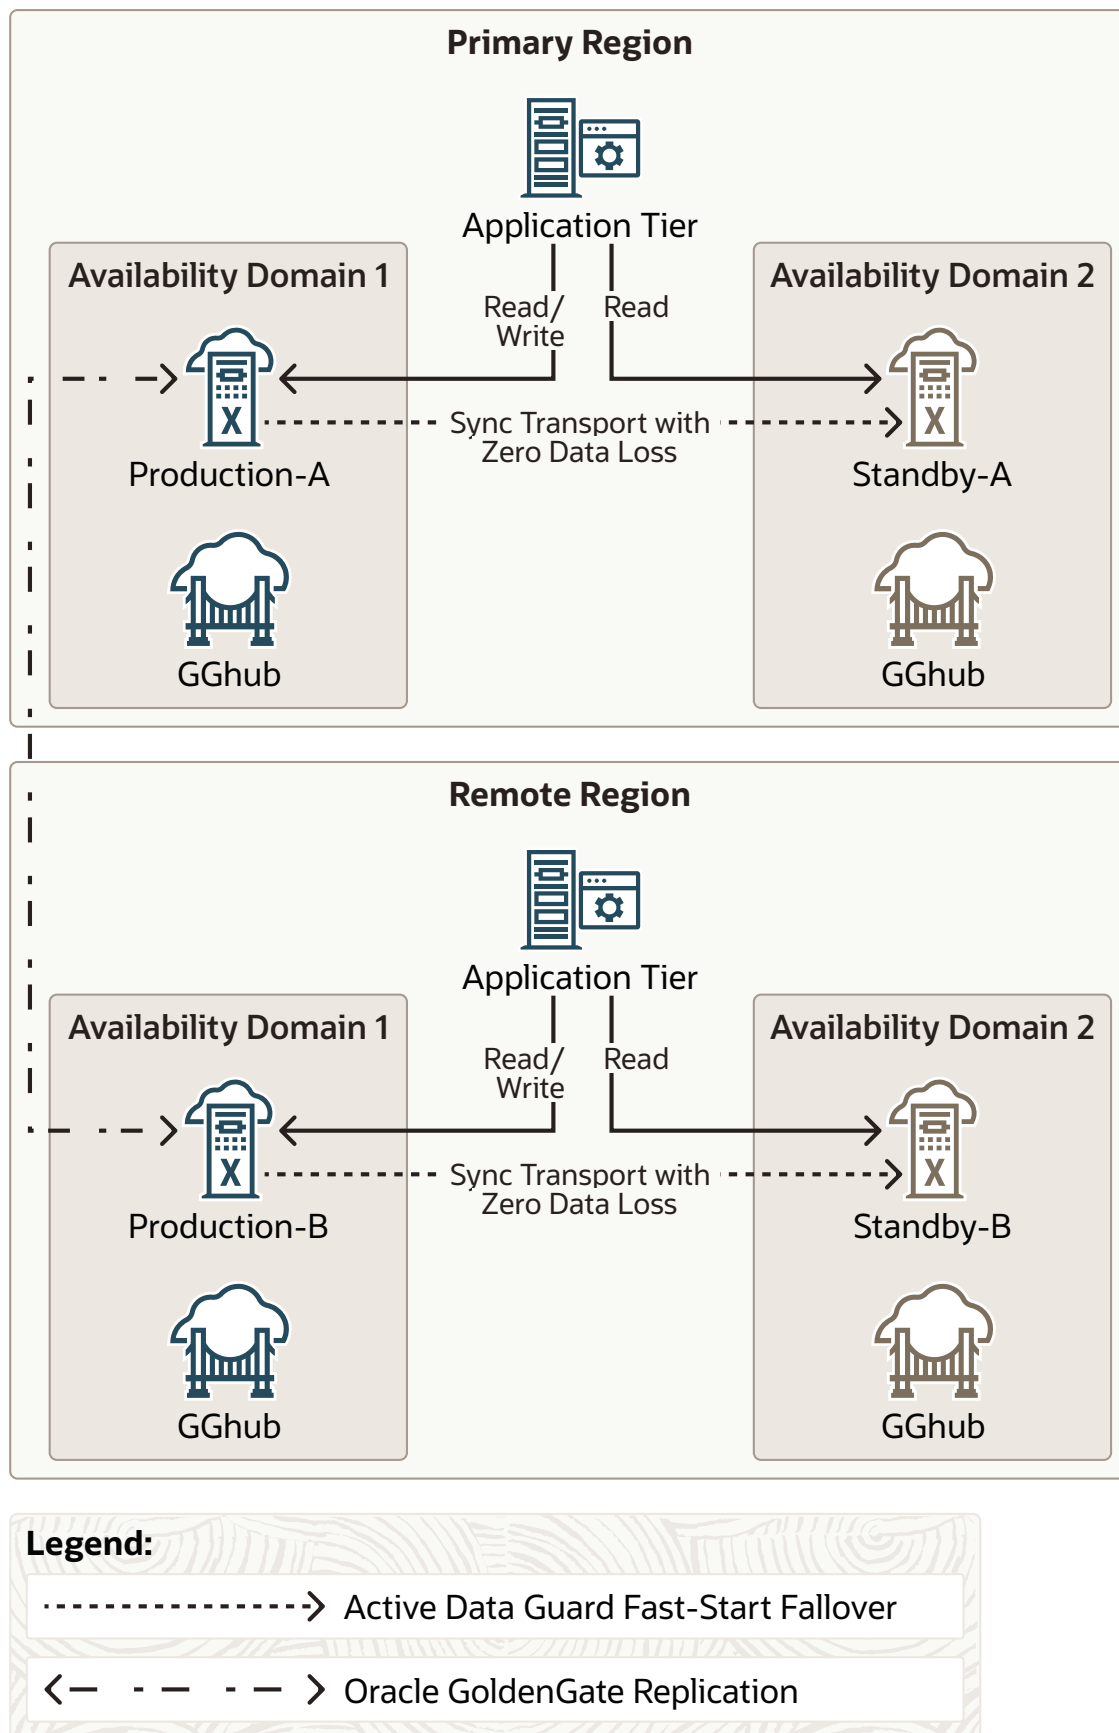 Primary Region
Application Tier
Availability Domain 1
Availability Domain 2
Read/
Write
Read
Sync Transport with
Zero Data Loss
X
X
Production-A
Standby-A
GGhub
GGhub
Remote Region
Application Tier
Availability Domain 1
Availability Domain 2
Read/
Write
Read
Sync Transport with
Zero Data Loss
X
X
Production-B
Standby-B
GGhub
GGhub
Legend:
Active Data Guard Fast-Start Fallover
Oracle GoldenGate Replication